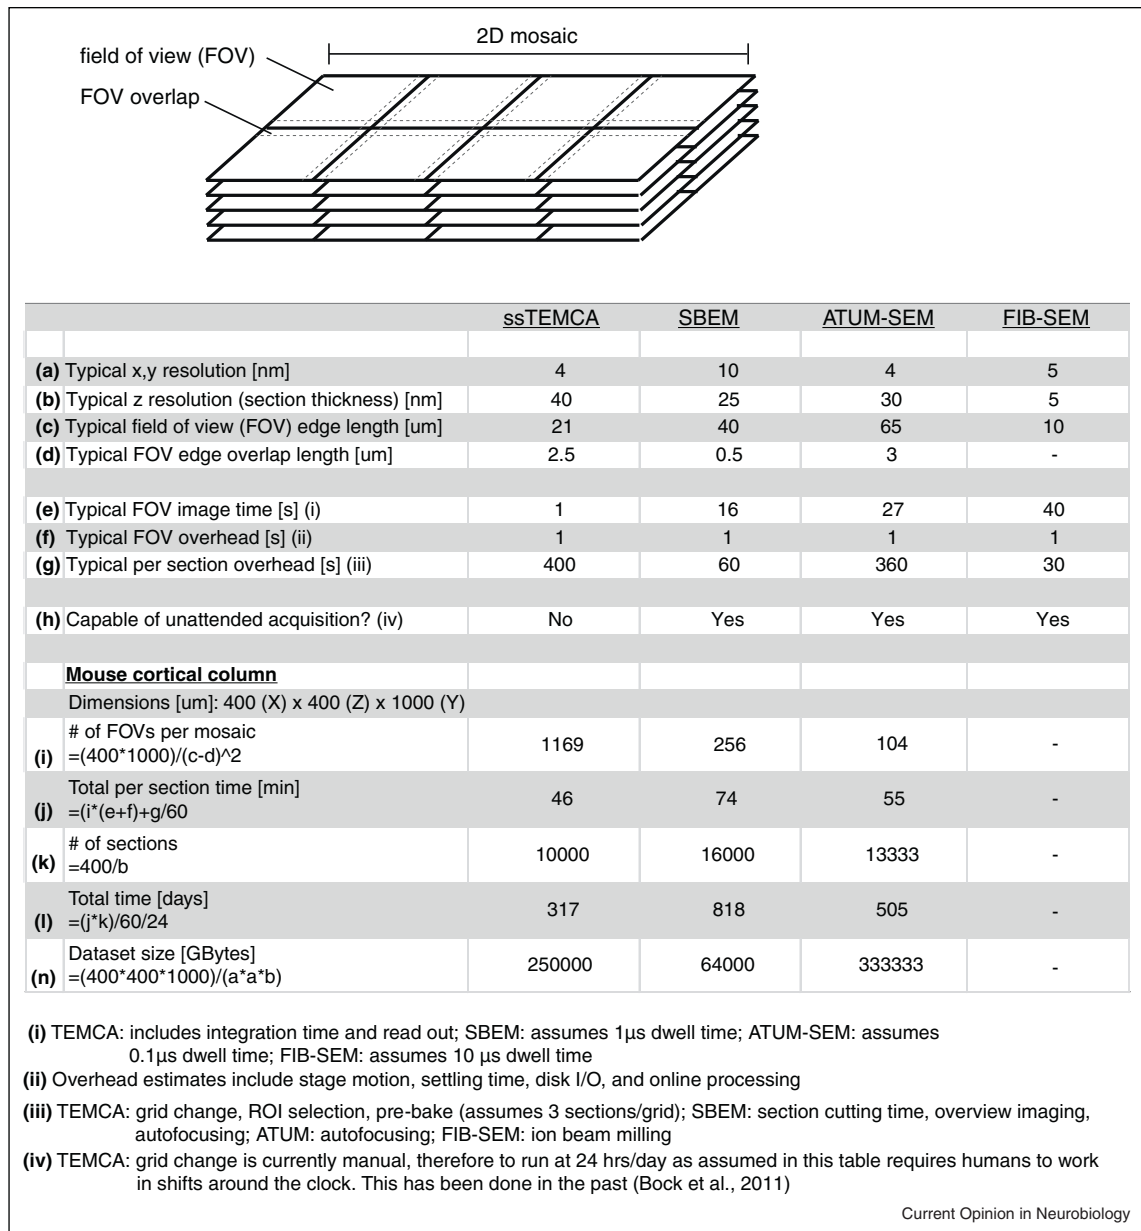 2D mosaic
field of view (FOV)
FOV overlap
ssTEMCA SBEM ATUM-SEM FIB-SEM
(a) Typical x,y resolution [nm] 4 10 4 5
(b) Typical z resolution (section thickness) [nm] 40 25 30 5
(c) Typical field of view (FOV) edge length [um] 21 40 65 10
(d) Typical FOV edge overlap length [um] 2.5 0.5 3 -
(e) Typical FOV image time [s] (i) 1 16 27 40
(f) Typical FOV overhead [s] (ii) 1 1 1 1
(g) Typical per section overhead [s] (iii) 400 60 360 30
(h) Capable of unattended acquisition? (iv) No Yes Yes Yes
Mouse cortical column
Dimensions [um]: 400 (X) x 400 (Z) x 1000 (Y)
# of FOVs per mosaic
(i) =(400*1000)/(c-d)^2 1169 256 104 -
Total per section time [min]
(j) =(i*(e+f)+g/60 46 74 55 -
# of sections
(k) =400/b 10000 16000 13333 -
Total time [days]
(l) =(j*k)/60/24 317 818 505 -
Dataset size [GBytes]
(n) =(400*400*1000)/(a*a*b) 250000 64000 333333 -
(i) TEMCA: includes integration time and read out; SBEM: assumes 1µs dwell time; ATUM-SEM: assumes
0.1µs dwell time; FIB-SEM: assumes 10 µs dwell time
(ii) Overhead estimates include stage motion, settling time, disk I/O, and online processing
(iii) TEMCA: grid change, ROI selection, pre-bake (assumes 3 sections/grid); SBEM: section cutting time, overview imaging,
autofocusing; ATUM: autofocusing; FIB-SEM: ion beam milling
(iv) TEMCA: grid change is currently manual, therefore to run at 24 hrs/day as assumed in this table requires humans to work
in shifts around the clock. This has been done in the past (Bock et al., 2011)
Current Opinion in Neurobiology